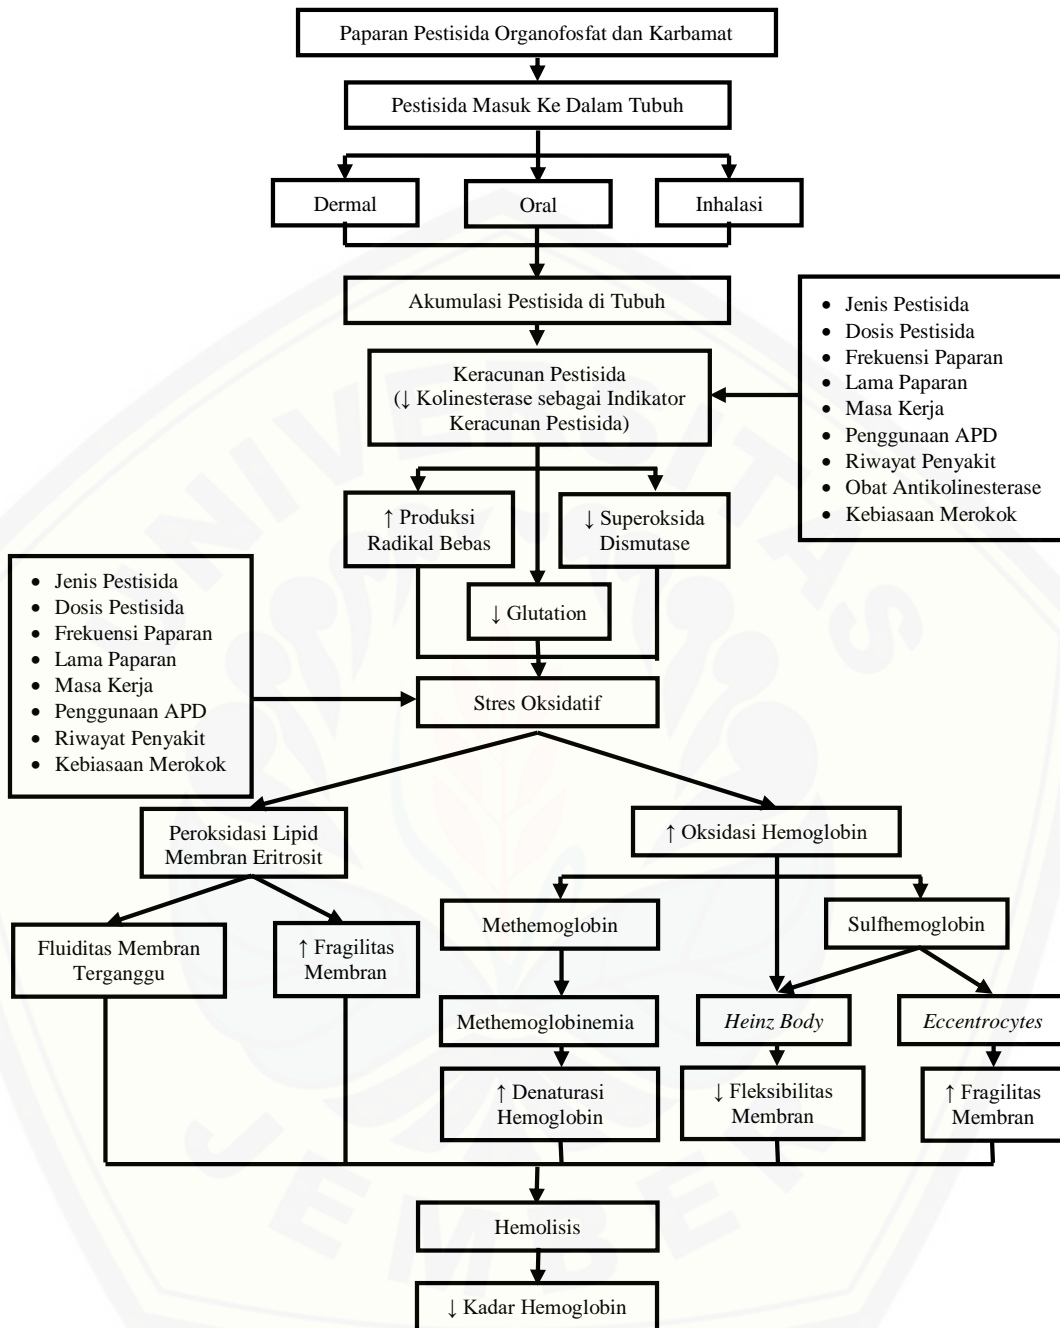 Paparan Pestisida Organofosfat dan Karbamat
Pestisida Masuk Ke Dalam Tubuh
Dermal
Oral
Inhalasi
Akumulasi Pestisida di Tubuh
• Jenis Pestisida
• Dosis Pestisida
• Frekuensi Paparan
• Lama Paparan
• Masa Kerja
• Penggunaan APD
• Riwayat Penyakit
• Obat Antikolinesterase
• Kebiasaan Merokok
Keracunan Pestisida
(↓ Kolinesterase sebagai Indikator
Keracunan Pestisida)
↑ Produksi
Radikal Bebas
↓ Superoksida
Dismutase
↓ Glutation
• Jenis Pestisida
• Dosis Pestisida
• Frekuensi Paparan
• Lama Paparan
• Masa Kerja
• Penggunaan APD
• Riwayat Penyakit
• Kebiasaan Merokok
Stres Oksidatif
Peroksidasi Lipid
Membran Eritrosit
↑ Oksidasi Hemoglobin
Fluiditas Membran
Terganggu
↑ Fragilitas
Membran
Methemoglobin
Sulfhemoglobin
Methemoglobinemia
Heinz Body
Eccentrocytes
↑ Denaturasi
Hemoglobin
↓ Fleksibilitas
Membran
↑ Fragilitas
Membran
Hemolisis
↓ Kadar Hemoglobin
UNIVERSITAS
JEMBER